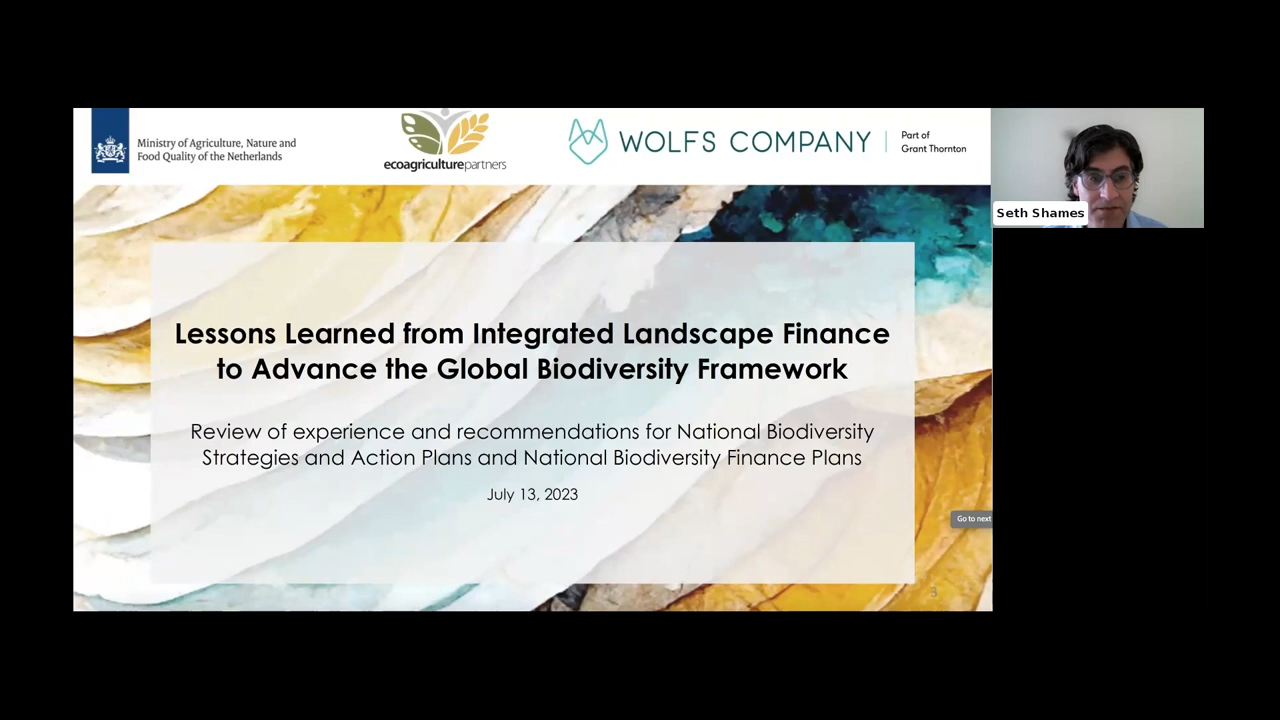 Ministry of Agriculture, Nature and
Food Quality of the Netherlands
ecoagriculturepartners
WOLFS COMPANY
Part of
Grant Thornton
Seth Shames
Lessons Learned from Integrated Landscape Finance
to Advance the Global Biodiversity Framework
Review of experience and recommendations for National Biodiversity
Strategies and Action Plans and National Biodiversity Finance Plans
July 13, 2023
Go to next
3